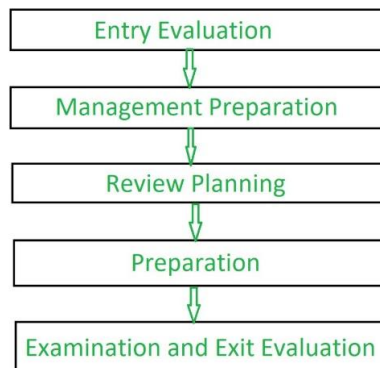 Entry Evaluation
Management Preparation
Review Planning
Preparation
Examination and Exit Evaluation